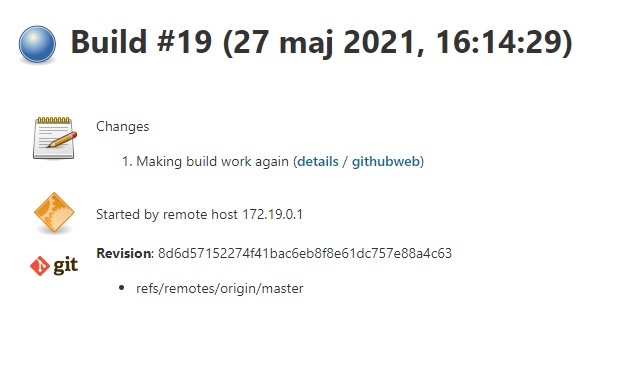 Build #19 (27 maj 2021, 16:14:29)
Changes
1. Making build work again (details / githubweb)
Started by remote host 172.19.0.1
git
Revision: 8d6d57152274f41bac6eb8f8e61dc757e88a4c63
• refs/remotes/origin/master